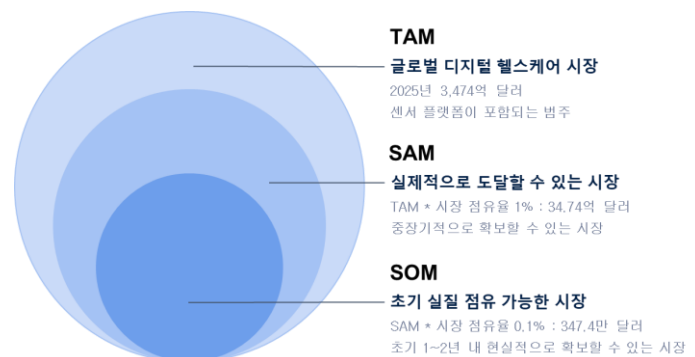 TAM
글로벌 디지털 헬스케어 시장
2025년 3,474억 달러
센서 플랫폼이 포함되는 범주
SAM
실제적으로 도달할 수 있는 시장
TAM * 시장 점유율 1% : 34.74억 달러
중장기적으로 확보할 수 있는 시장
SOM
초기 실질 점유 가능한 시장
SAM * 시장 점유율 0.1% : 347.4만 달러
초기 1~2년 내 현실적으로 확보할 수 있는 시장